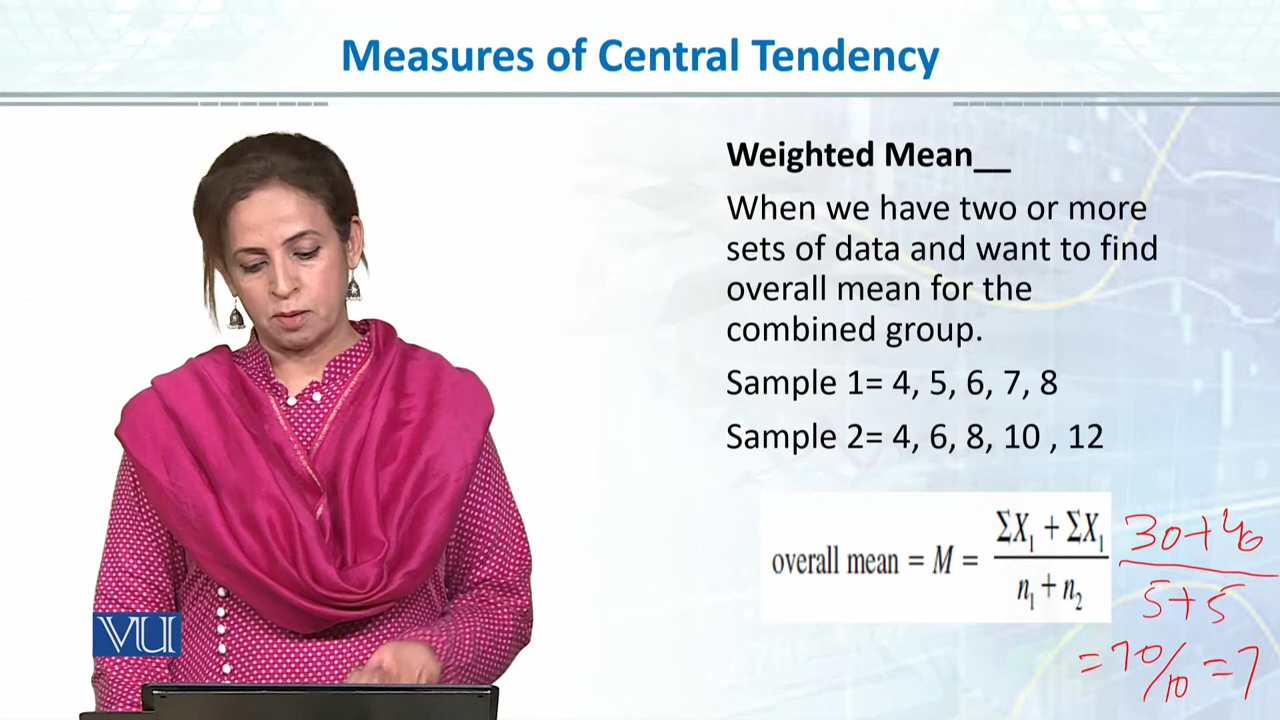 Measures of Central Tendency
Weighted Mean__
When we have two or more
sets of data and want to find
overall mean for the
combined group.
Sample 1= 4, 5, 6, 7, 8
Sample 2= 4, 6, 8, 10 , 12
overall mean = M = (ΣX₁ + ΣX₁) / (n₁ + n₂)
30+40 / 5+5
=70/10 =7
VU